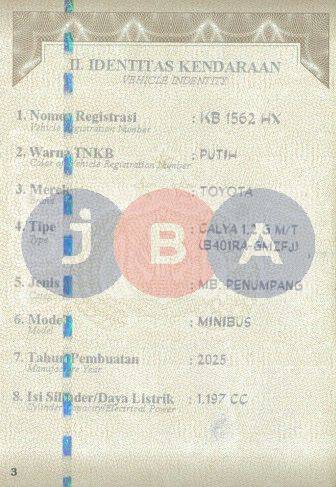 II. IDENTITAS KENDARAAN
VEHICLE INDENTITY
1. Nomor Registrasi : KB 1562 HX
Vehicle Registration Number
2. Warna TNKB : PUTIH
Color of Vehicle Registration Number
3. Merek : TOYOTA
Brand
4. Tipe : CALYA 1.2 G M/T
Type (B401RA-GMZFJ)
jBA
5. Jenis : MB. PENUMPANG
6. Model : MINIBUS
Model
7. Tahun Pembuatan : 2025
Manufacture Year
8. Isi Silinder/Daya Listrik : 1.197 CC
Cylinder Capacity/Electrical Power
3